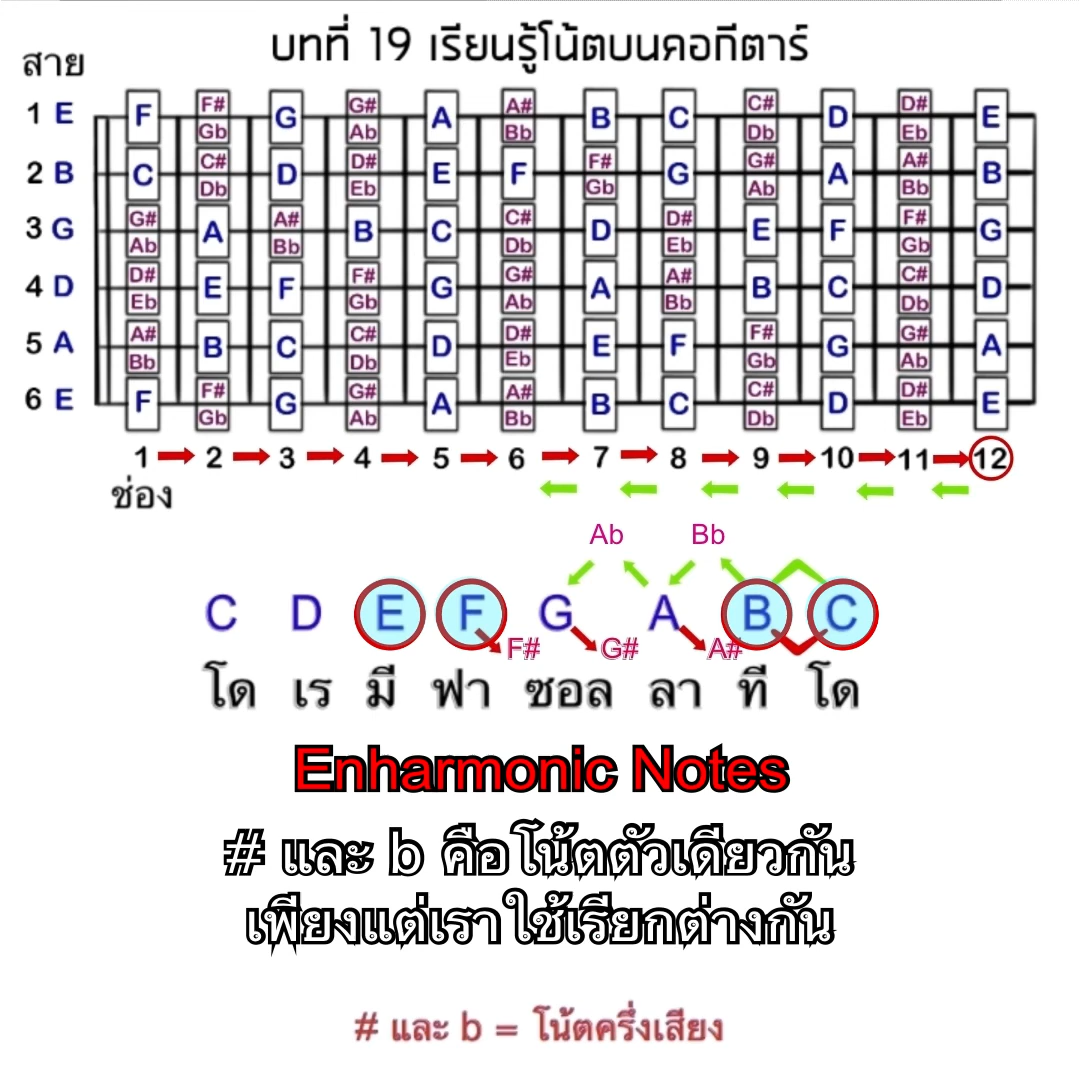 บทที่ 19 เรียนรู้โน้ตบนคอกีตาร์
สาย
1 E F F# Gb G G# Ab A A# Bb B C C# Db D D# Eb E
2 B C C# Db D D# Eb E F F# Gb G G# Ab A A# Bb B
3 G G# Ab A A# Bb B C C# Db D D# Eb E F F# Gb G
4 D D# Eb E F F# Gb G G# Ab A A# Bb B C C# Db D
5 A A# Bb B C C# Db D D# Eb E F F# Gb G G# Ab A
6 E F F# Gb G G# Ab A A# Bb B C C# Db D D# Eb E
1 2 3 4 5 6 7 8 9 10 11 12
ช่อง
Ab Bb
C D E F G A B C
F# G# A#
โด เร มี ฟา ซอล ลา ที โด
Enharmonic Notes
# และ b คือโน้ตตัวเดียวกัน
เพียงแต่เราใช้เรียกต่างกัน
# และ b = โน้ตครึ่งเสียง